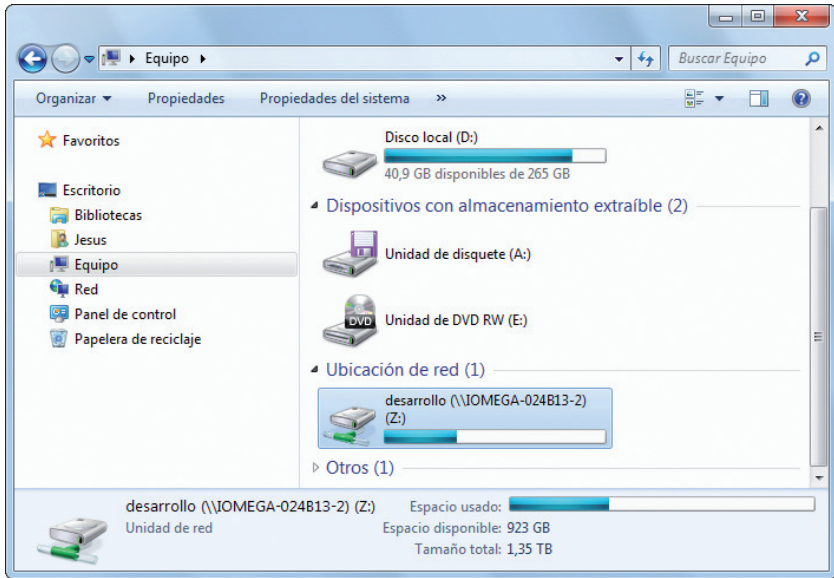 Equipo
Buscar Equipo
Organizar
Propiedades
Propiedades del sistema
»
Favoritos
Escritorio
Bibliotecas
Jesus
Equipo
Red
Panel de control
Papelera de reciclaje
Disco local (D:)
40,9 GB disponibles de 265 GB
Dispositivos con almacenamiento extraíble (2)
Unidad de disquete (A:)
DVD
Unidad de DVD RW (E:)
Ubicación de red (1)
desarrollo (\\IOMEGA-024B13-2)
(Z:)
Otros (1)
desarrollo (\\IOMEGA-024B13-2) (Z:)
Unidad de red
Espacio usado:
Espacio disponible: 923 GB
Tamaño total: 1,35 TB